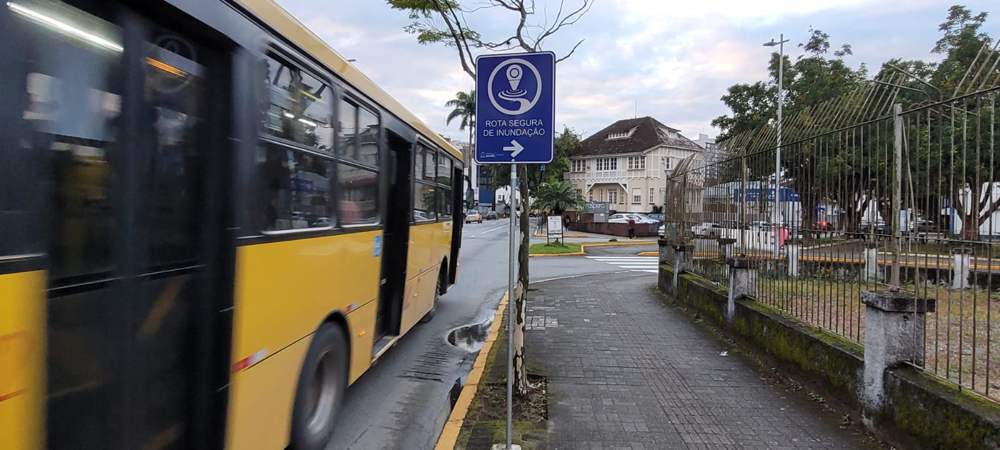 ROTA SEGURA
DE INUNDAÇÃO